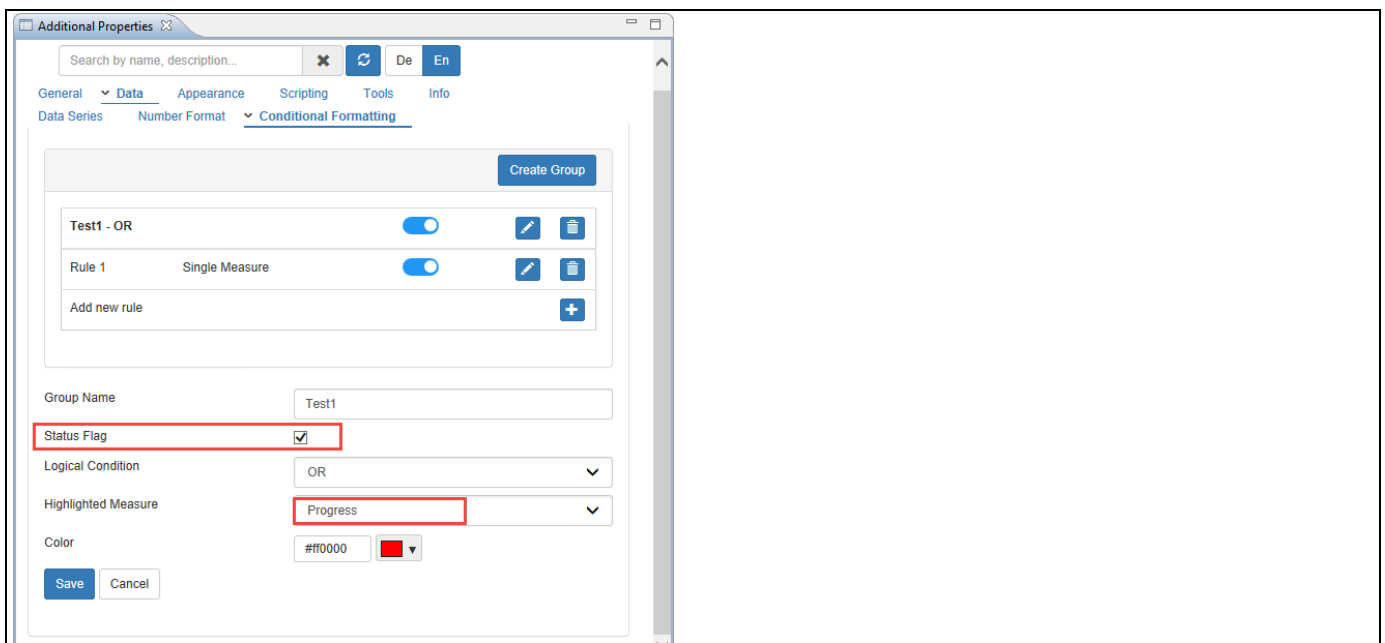 Additional Properties
Search by name, description... De En
General Data Appearance Scripting Tools Info
Data Series Number Format Conditional Formatting
Create Group
Test1 - OR
Rule 1 Single Measure
Add new rule
Group Name Test1
Status Flag
Logical Condition OR
Highlighted Measure Progress
Color #ff0000
Save Cancel